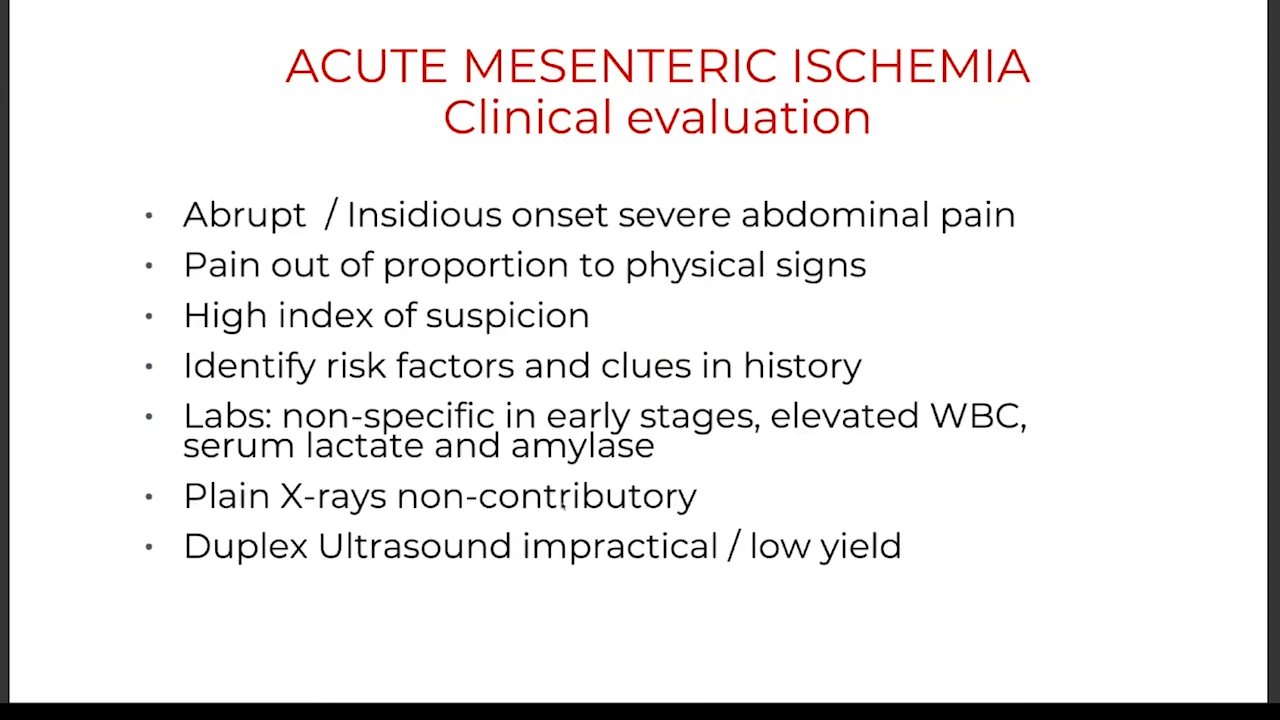 ACUTE MESENTERIC ISCHEMIA
Clinical evaluation
• Abrupt / Insidious onset severe abdominal pain
• Pain out of proportion to physical signs
• High index of suspicion
• Identify risk factors and clues in history
• Labs: non-specific in early stages, elevated WBC,
serum lactate and amylase
• Plain X-rays non-contributory
• Duplex Ultrasound impractical / low yield